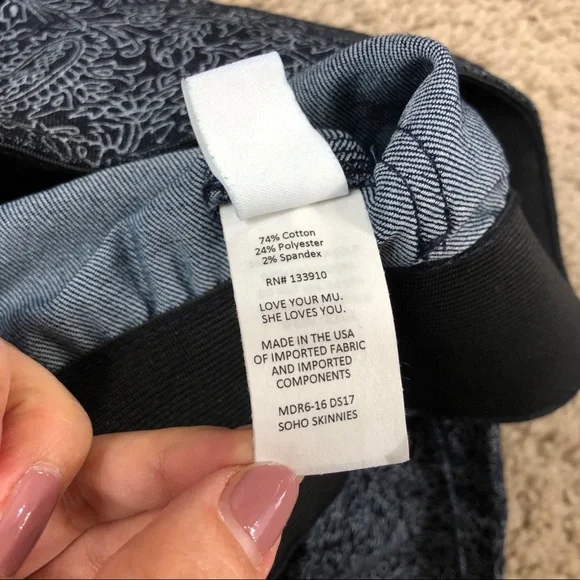 74% Cotton
24% Polyester
2% Spandex
RN# 133910
LOVE YOUR MU.
SHE LOVES YOU.
MADE IN THE USA
OF IMPORTED FABRIC
AND IMPORTED
COMPONENTS
MDR6-16 DS17
SOHO SKINNIES